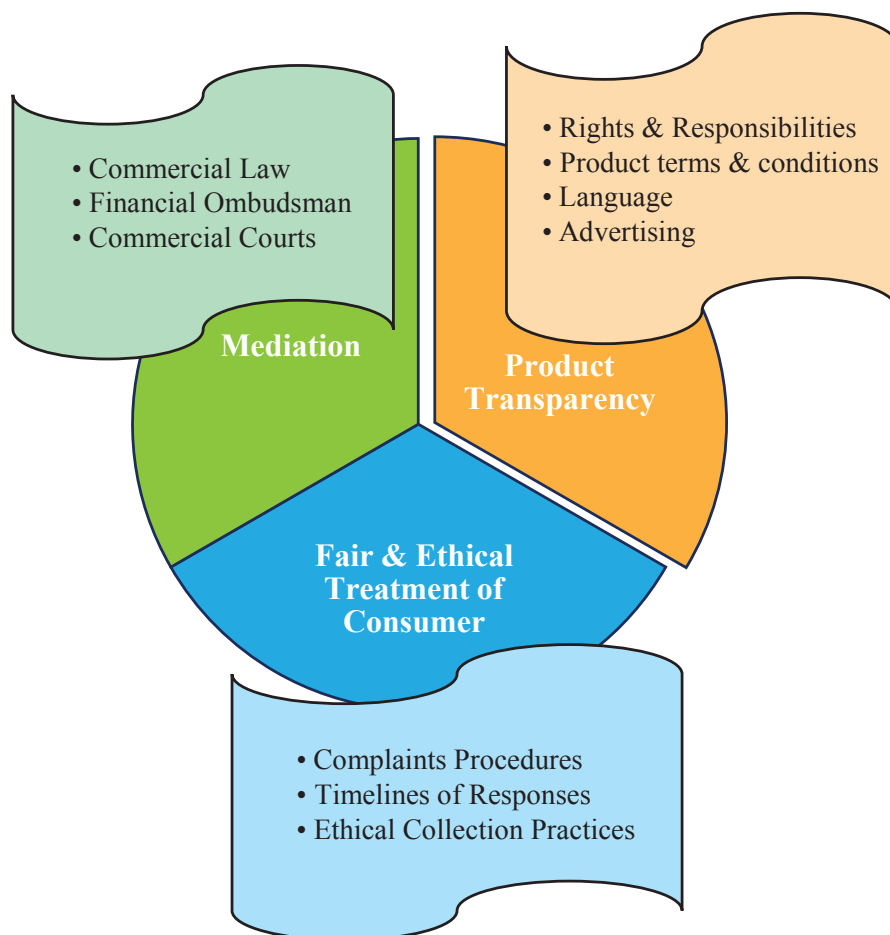 • Commercial Law
• Financial Ombudsman
• Commercial Courts
Mediation
• Rights & Responsibilities
• Product terms & conditions
• Language
• Advertising
Product
Transparency
Fair & Ethical
Treatment of
Consumer
• Complaints Procedures
• Timelines of Responses
• Ethical Collection Practices